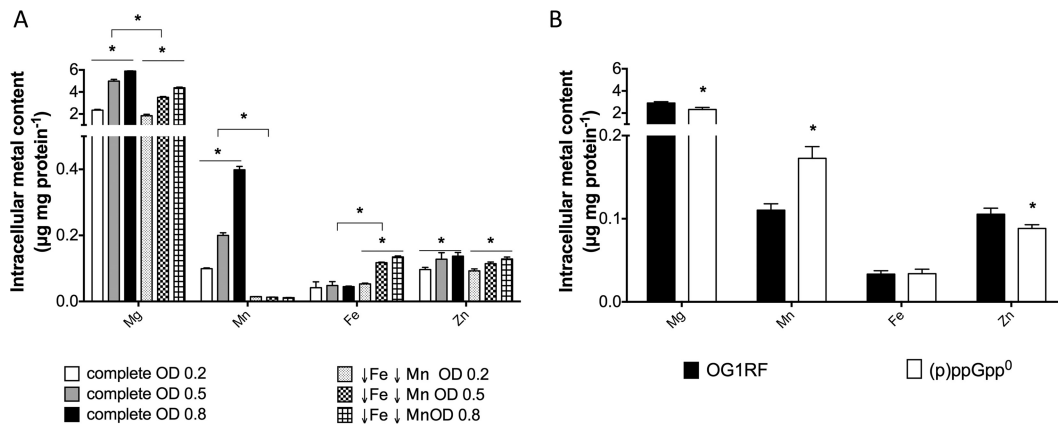 A
B
*
*
*
*
*
*
*
*
*
*
*
*
Intracellular metal content
(µg mg protein⁻¹)
6
4
2
0.4
0.2
0.0
Mg
Mn
Fe
Zn
Intracellular metal content
(µg mg protein⁻¹)
6
4
2
0.2
0.1
0.0
Mg
Mn
Fe
Zn
complete OD 0.2
complete OD 0.5
complete OD 0.8
↓Fe ↓ Mn OD 0.2
↓Fe ↓ Mn OD 0.5
↓Fe ↓ MnOD 0.8
OG1RF
(p)ppGpp⁰